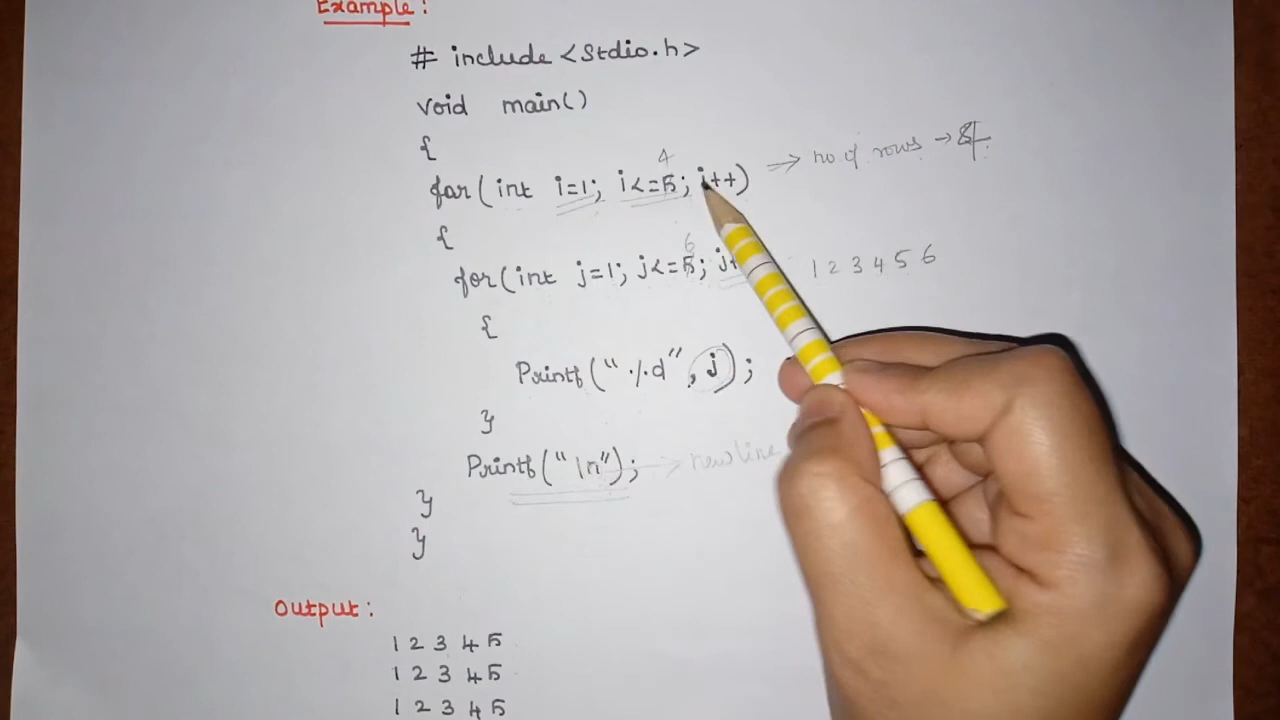 Example:
# include <Stdio.h>
void main()
{
for(int i=1; i<=5; i++) → no of rows →
4
{
for(int j=1; j<=5; j 1 2 3 4 5 6
6
{
Printf("%d", j);
}
Printf("\n"); → new line
}
}
Output:
1 2 3 4 5
1 2 3 4 5
1 2 3 4 5